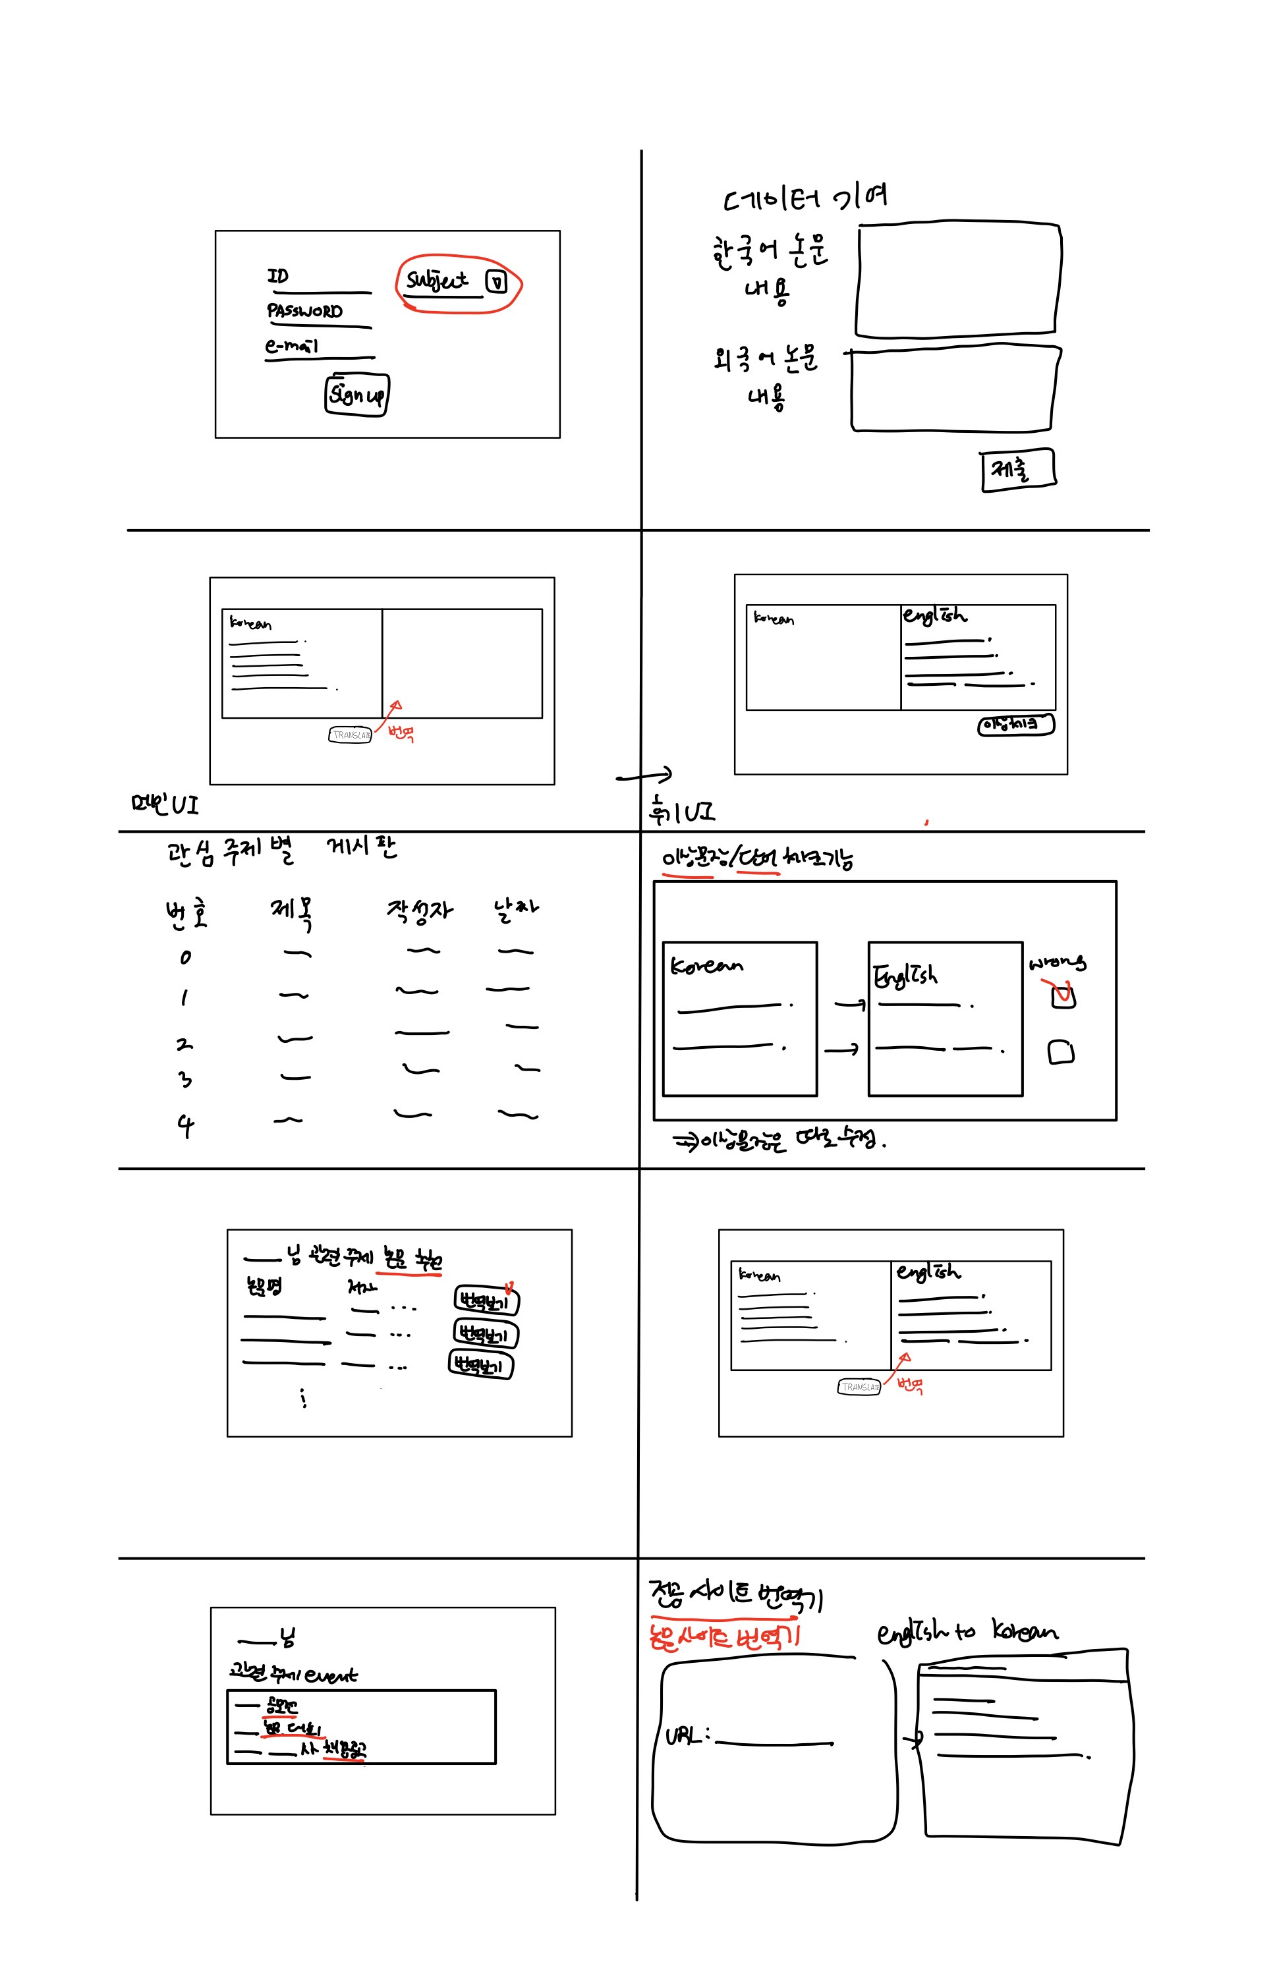 ID
Subject
PASSWORD
e-mail
Sign up
데이터 기여
한국어 논문
내용
외국어 논문
내용
제출
Korean
TRANSLATE
번역
메인 UI
Korean
english
이상체크
후기 UI
관심 주제 별 게시판
번호 제목 작성자 날짜
0
1
2
3
4
이상문장/단어 체크기능
Korean
English
wrong
⇒이상문장은 따로 수정.
님 관련 주제 논문 추천
논문명 저자
번역보기
번역보기
번역보기
Korean
english
TRANSLATE
번역
님
관련 주제 event
공모전
논문 대회
사 채용공고
전공 사이트 번역기
논문 사이트 번역기
english to Korean
URL: